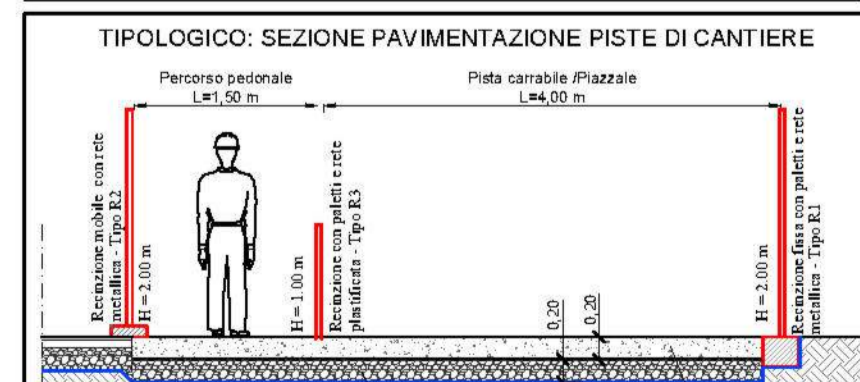 TIPOLOGICO: SEZIONE PAVIMENTAZIONE PISTE DI CANTIERE
Percorso pedonale
L=1,50 m
Pista carrabile /Piazzale
L=4,00 m
Recinzione mobile con rete
metallica - Tipo R2
H = 2.00 m
H = 1.00 m
Recinzione con paletti e rete
plastificata - Tipo R3
0,20
0,20
H = 2.00 m
Recinzione fissa con paletti e rete
metallica - Tipo R1